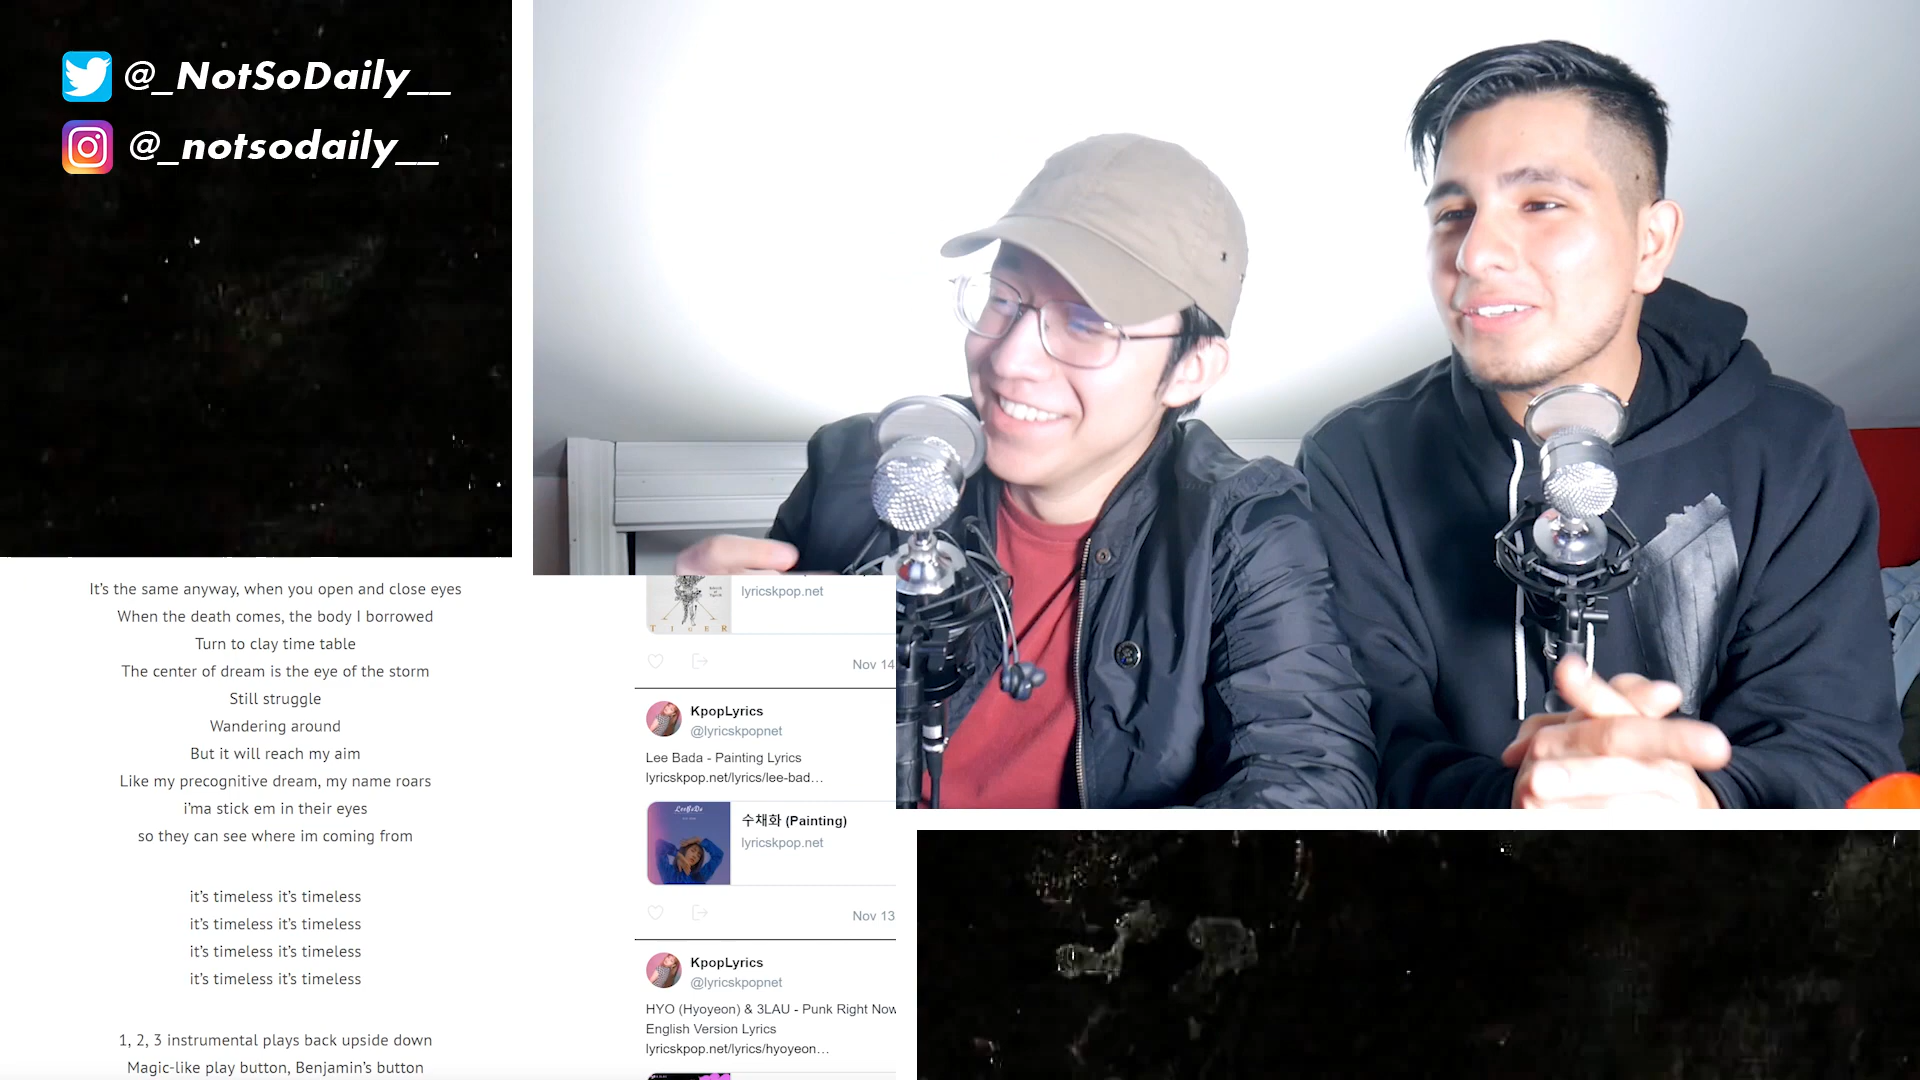 @_NotSoDaily__
@_notsodaily__
It’s the same anyway, when you open and close eyes
When the death comes, the body I borrowed
Turn to clay time table
The center of dream is the eye of the storm
Still struggle
Wandering around
But it will reach my aim
Like my precognitive dream, my name roars
i’ma stick em in their eyes
so they can see where im coming from
it’s timeless it’s timeless
it’s timeless it’s timeless
it’s timeless it’s timeless
it’s timeless it’s timeless
1, 2, 3 instrumental plays back upside down
Magic-like play button, Benjamin’s button
TIGER
lyricskpop.net
Nov 14
KpopLyrics
@lyricskpopnet
Lee Bada - Painting Lyrics
lyricskpop.net/lyrics/lee-bad…
수채화 (Painting)
lyricskpop.net
Nov 13
KpopLyrics
@lyricskpopnet
HYO (Hyoyeon) & 3LAU - Punk Right Now
English Version Lyrics
lyricskpop.net/lyrics/hyoyeon…